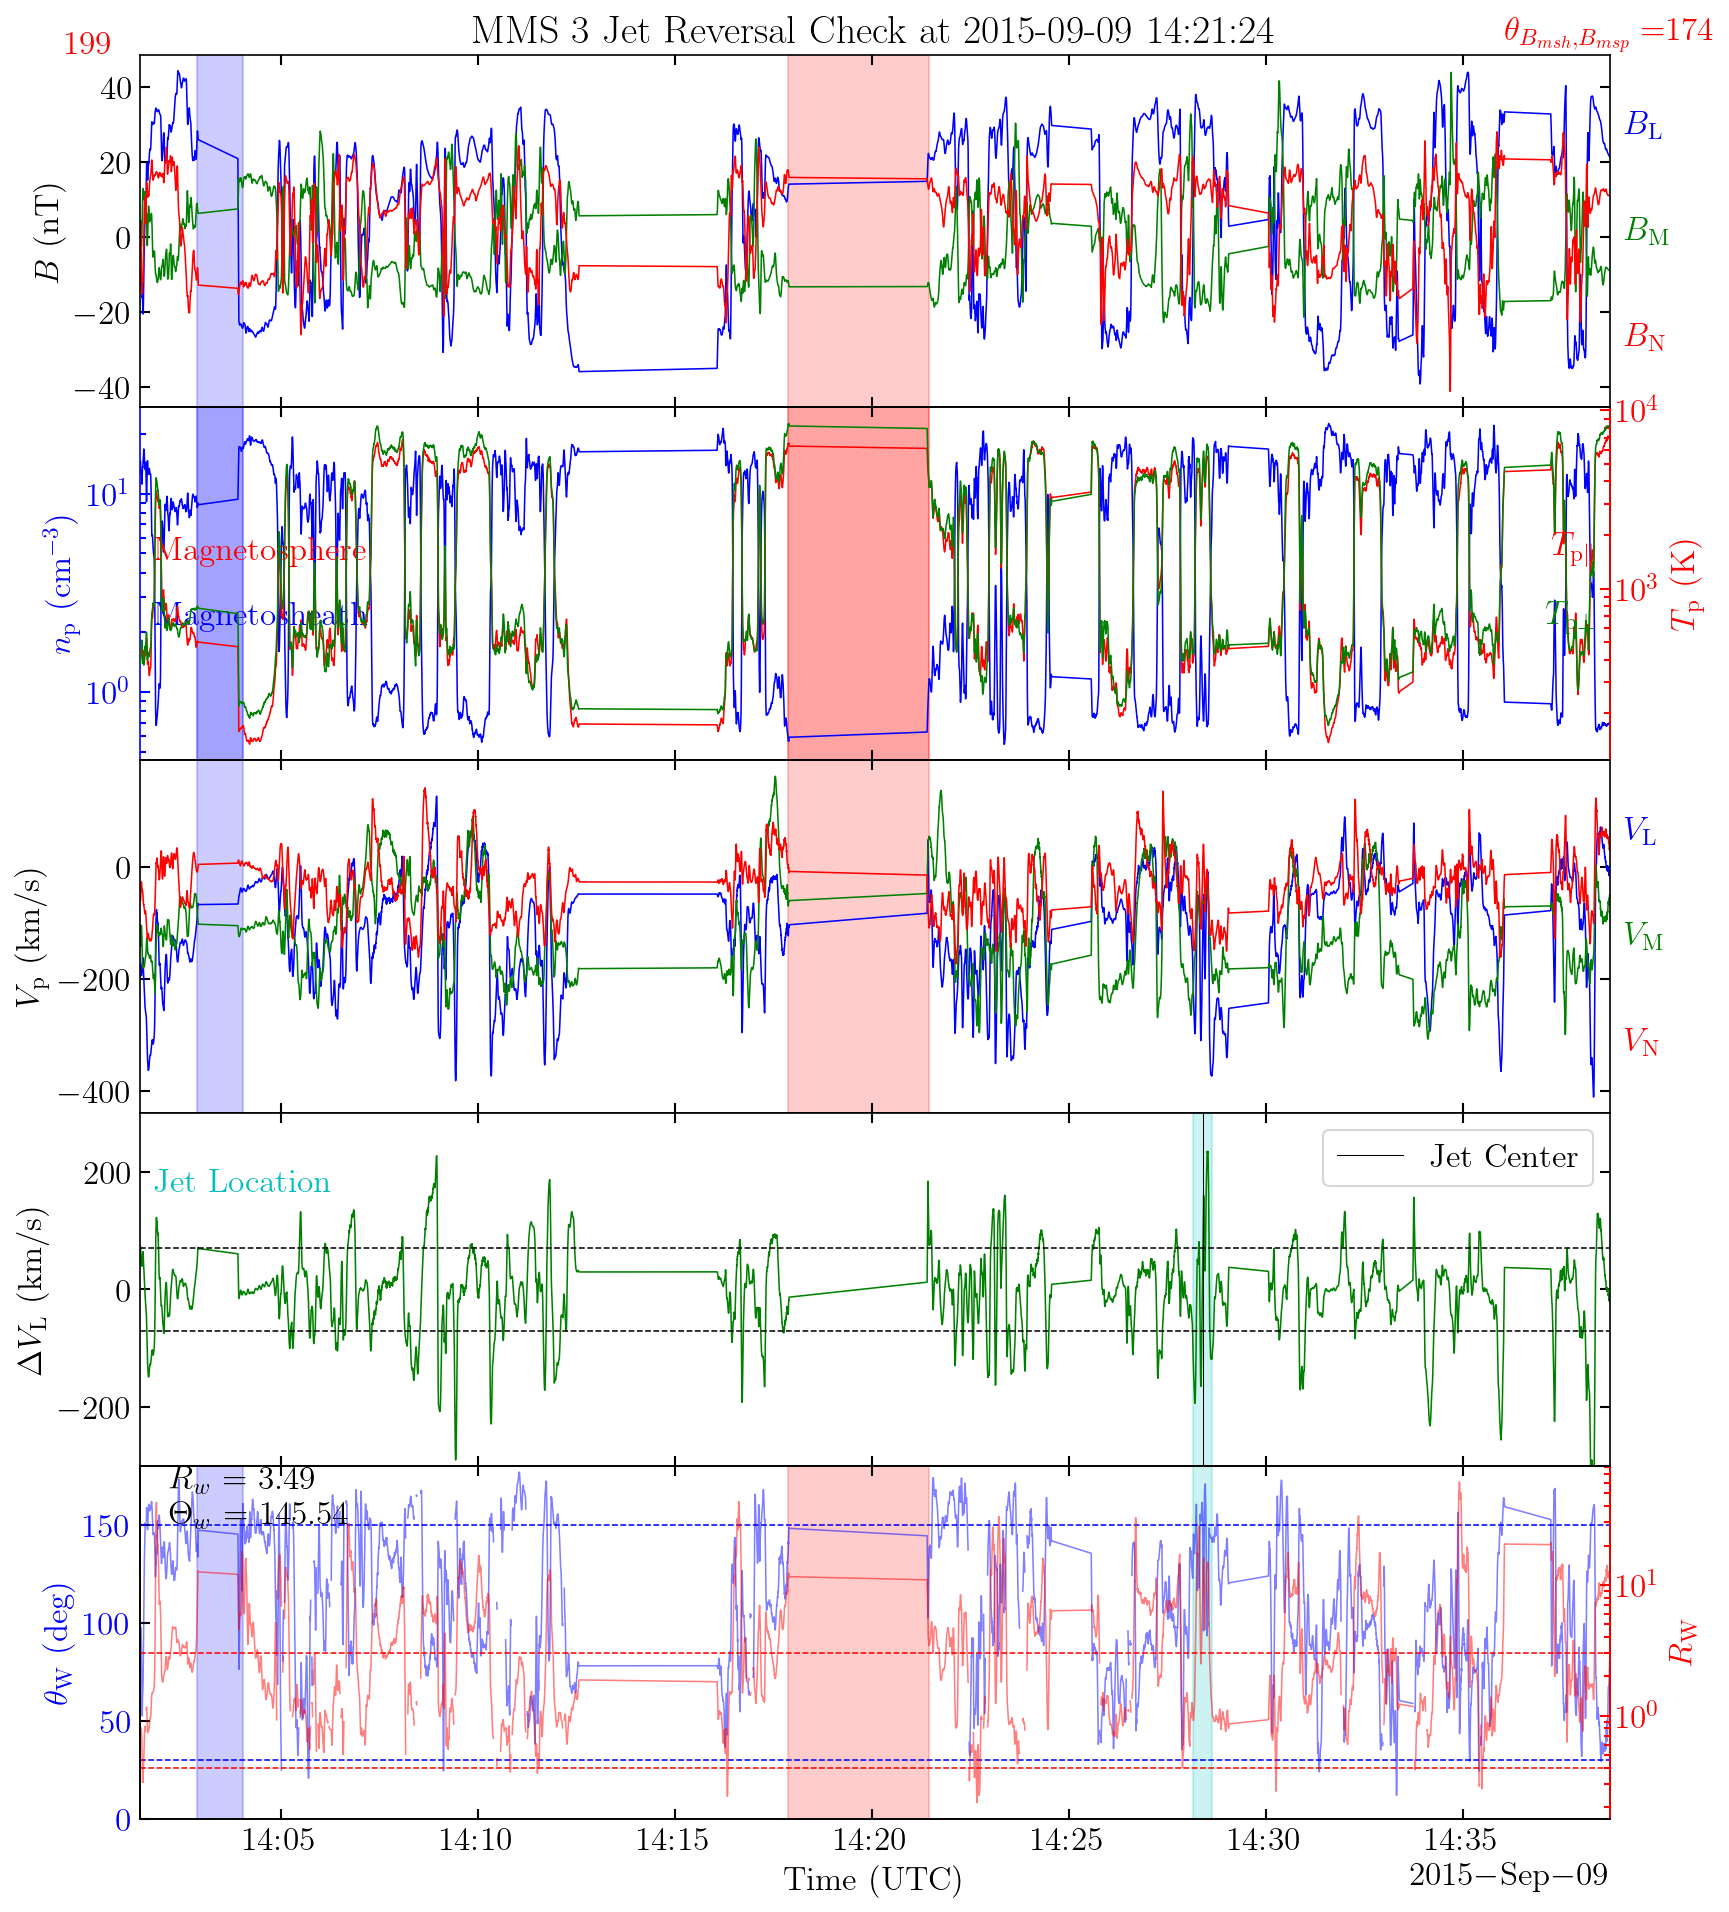 MMS 3 Jet Reversal Check at 2015-09-09 14:21:24
199
θ_{B_{msh},B_{msp}} =174
40
20
0
−20
−40
B (nT)
B_L
B_M
B_N
10^1
10^0
n_p (cm^{−3})
Magnetosphere
Magnetosheath
T_{p∥}
T_{p⊥}
10^4
10^3
T_p (K)
0
−200
−400
V_p (km/s)
V_L
V_M
V_N
200
0
−200
ΔV_L (km/s)
Jet Location
Jet Center
R_w = 3.49
Θ_w = 145.54
150
100
50
0
θ_W (deg)
10^1
10^0
R_W
14:05
14:10
14:15
14:20
14:25
14:30
14:35
Time (UTC)
2015−Sep−09